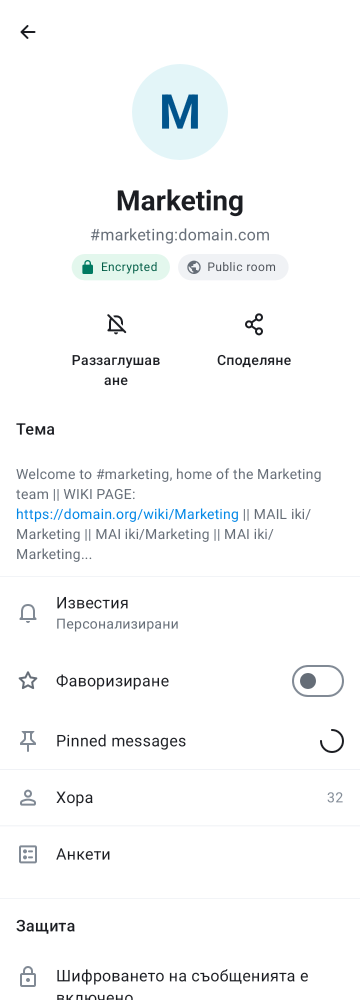 M
Marketing
#marketing:domain.com
Encrypted
Public room
Раззаглушав
ане
Споделяне
Тема
Welcome to #marketing, home of the Marketing
team || WIKI PAGE:
https://domain.org/wiki/Marketing || MAIL iki/
Marketing || MAI iki/Marketing || MAI iki/
Marketing...
Известия
Персонализирани
Фаворизиране
Pinned messages
Хора
32
Анкети
Защита
Шифроването на съобщенията е
включено